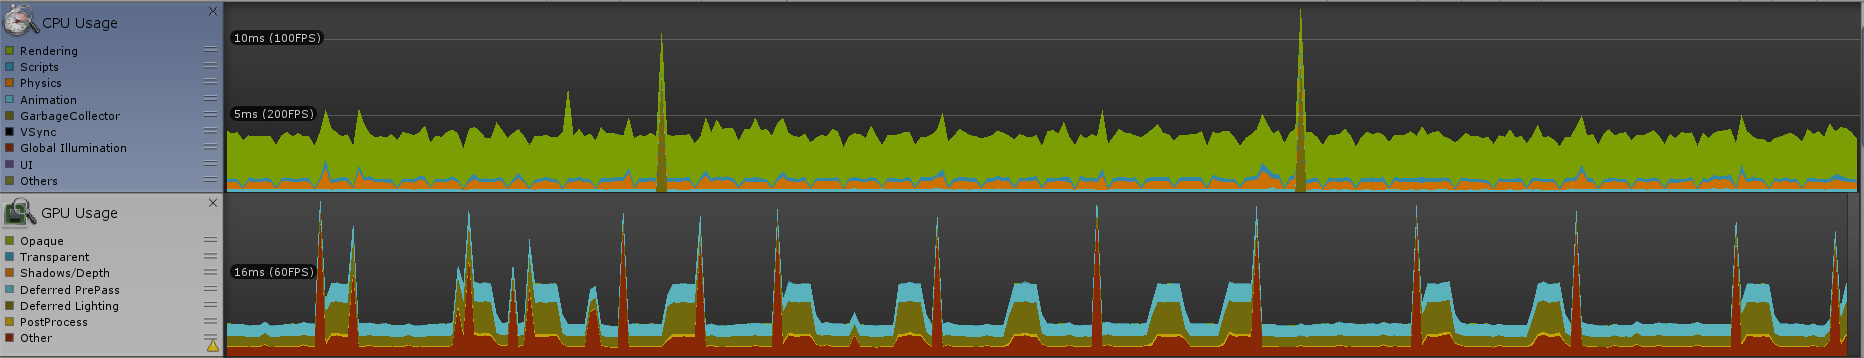 CPU Usage
Rendering
Scripts
Physics
Animation
GarbageCollector
VSync
Global Illumination
UI
Others
10ms (100FPS)
5ms (200FPS)
GPU Usage
Opaque
Transparent
Shadows/Depth
Deferred PrePass
Deferred Lighting
PostProcess
Other
16ms (60FPS)